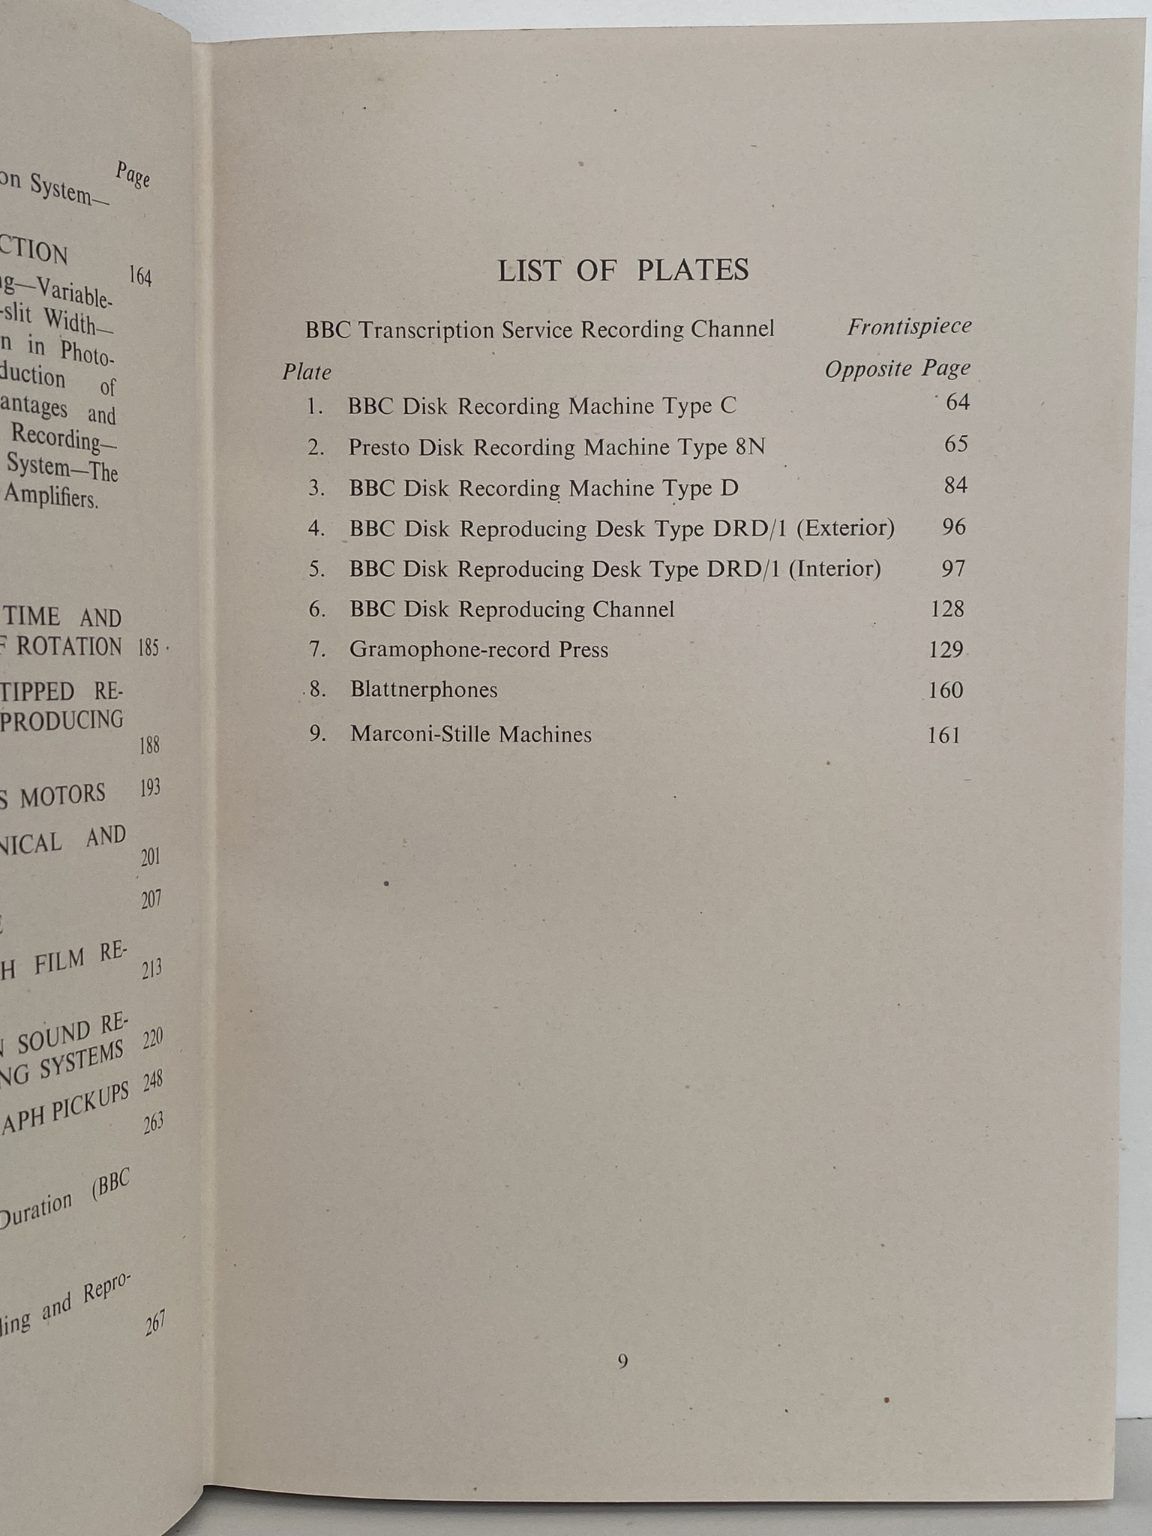 Page
on System—
CTION 164
—Variable-
-slit Width—
in Photo-
of
and
Recording—
System—The
Amplifiers.
TIME AND
F ROTATION 185
TIPPED RE-
PRODUCING
188
S MOTORS 193
NICAL AND
201
207
H FILM RE-
213
SOUND RE-
NG SYSTEMS 220
APH PICKUPS 248
263
Duration (BBC
and Repro-
267
LIST OF PLATES
BBC Transcription Service Recording Channel Frontispiece
Plate Opposite Page
1. BBC Disk Recording Machine Type C 64
2. Presto Disk Recording Machine Type 8N 65
3. BBC Disk Recording Machine Type D 84
4. BBC Disk Reproducing Desk Type DRD/1 (Exterior) 96
5. BBC Disk Reproducing Desk Type DRD/1 (Interior) 97
6. BBC Disk Reproducing Channel 128
7. Gramophone-record Press 129
8. Blattnerphones 160
9. Marconi-Stille Machines 161
9